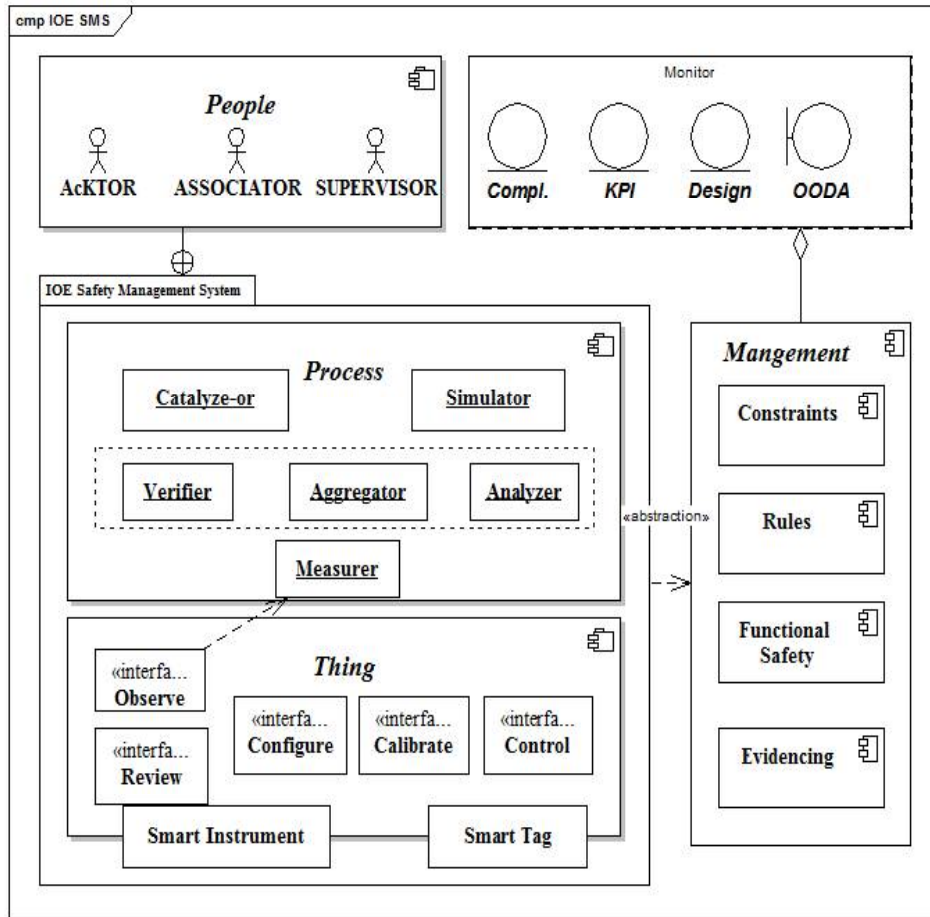 cmp IOE SMS
People
AcKTOR
ASSOCIATOR
SUPERVISOR
Monitor
Compl.
KPI
Design
OODA
IOE Safety Management System
Process
Catalyze-or
Simulator
Verifier
Aggregator
Analyzer
Measurer
«abstraction»
Thing
«interfa...
Observe
«interfa...
Review
«interfa...
Configure
«interfa...
Calibrate
«interfa...
Control
Smart Instrument
Smart Tag
Mangement
Constraints
Rules
Functional
Safety
Evidencing